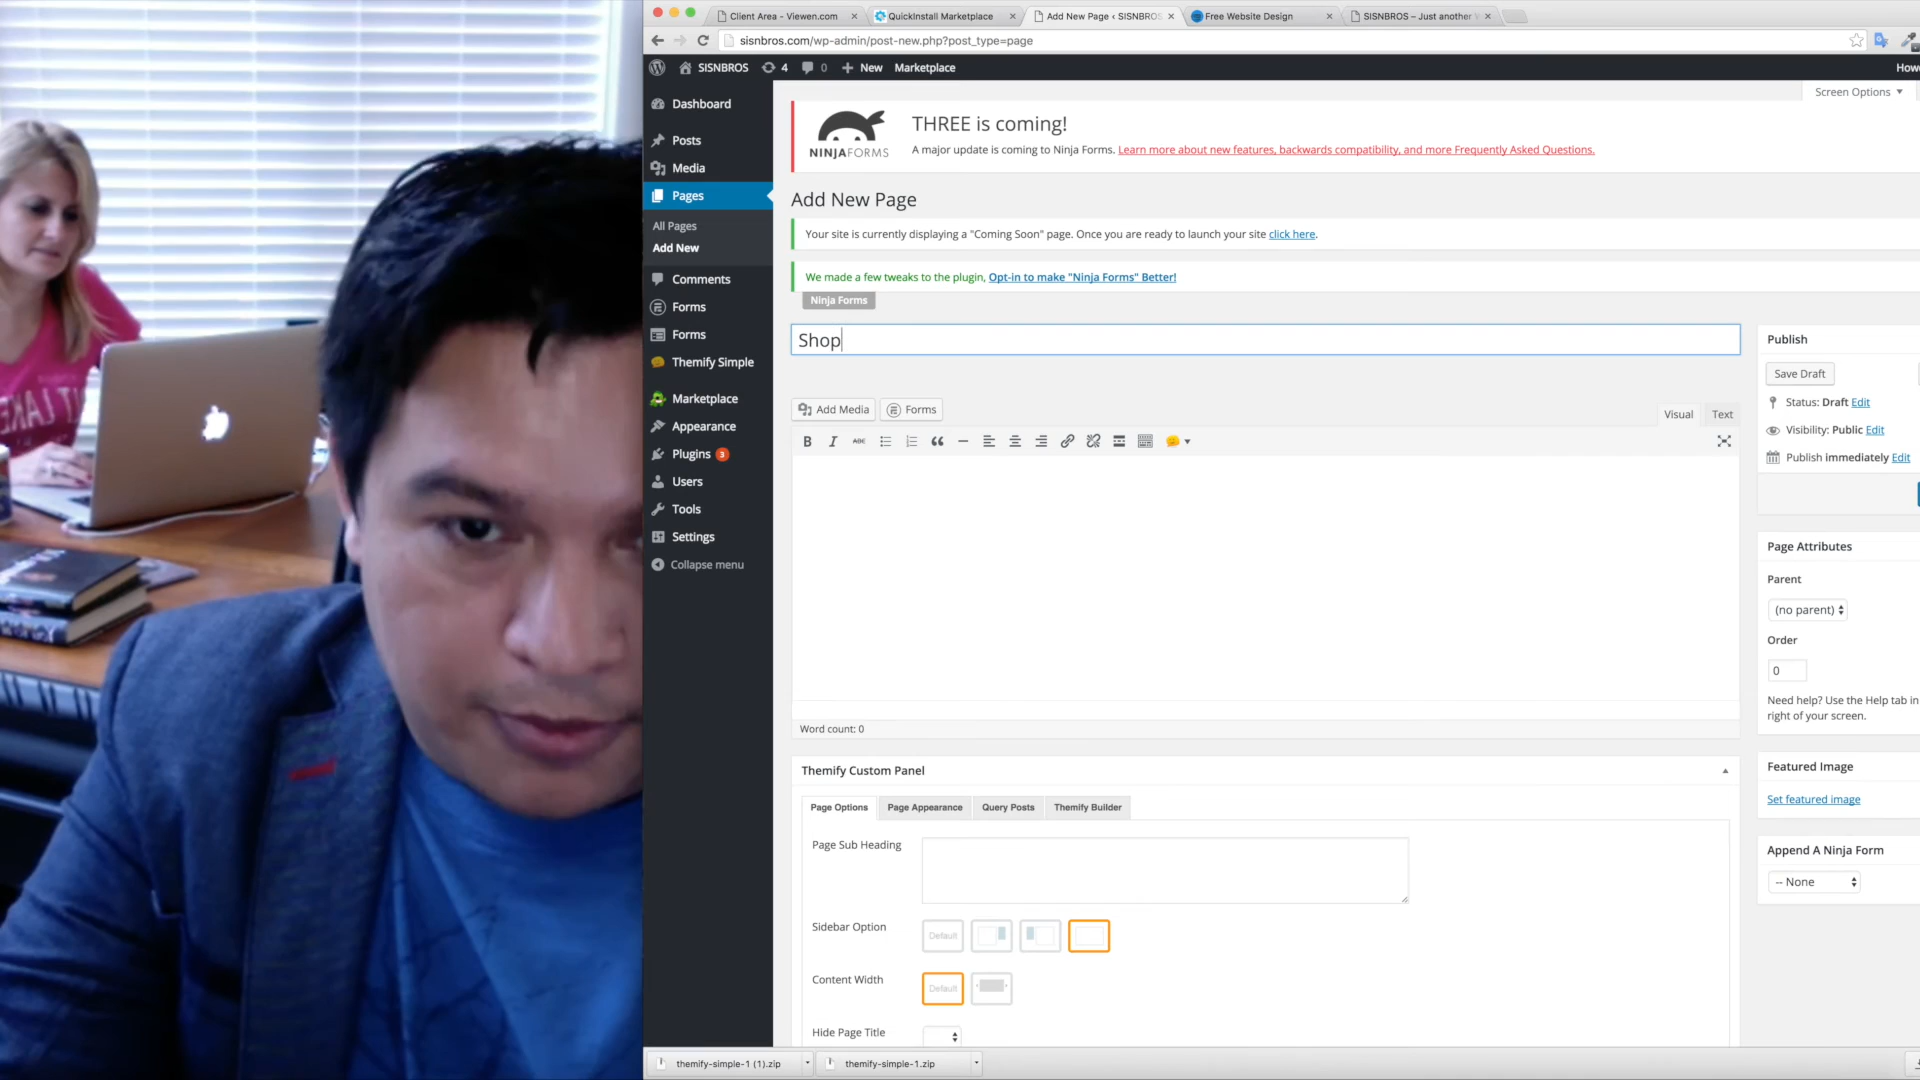 Client Area - Viewen.com
QuickInstall Marketplace
Add New Page ‹ SISNBROS
Free Website Design
SISNBROS – Just another
sisnbros.com/wp-admin/post-new.php?post_type=page
SISNBROS 4 0 New Marketplace
Howe
Dashboard
Posts
Media
Pages
All Pages
Add New
Comments
Forms
Forms
Themify Simple
Marketplace
Appearance
Plugins 3
Users
Tools
Settings
Collapse menu
Screen Options
NINJAFORMS
THREE is coming!
A major update is coming to Ninja Forms. Learn more about new features, backwards compatibility, and more Frequently Asked Questions.
Add New Page
Your site is currently displaying a "Coming Soon" page. Once you are ready to launch your site click here.
We made a few tweaks to the plugin, Opt-in to make "Ninja Forms" Better!
Ninja Forms
Shop
Add Media
Forms
Visual
Text
B I ABC
Word count: 0
Themify Custom Panel
Page Options
Page Appearance
Query Posts
Themify Builder
Page Sub Heading
Sidebar Option
Default
Content Width
Default
Hide Page Title
Publish
Save Draft
Status: Draft Edit
Visibility: Public Edit
Publish immediately Edit
Page Attributes
Parent
(no parent)
Order
0
Need help? Use the Help tab in
right of your screen.
Featured Image
Set featured image
Append A Ninja Form
-- None
themify-simple-1 (1).zip
themify-simple-1.zip